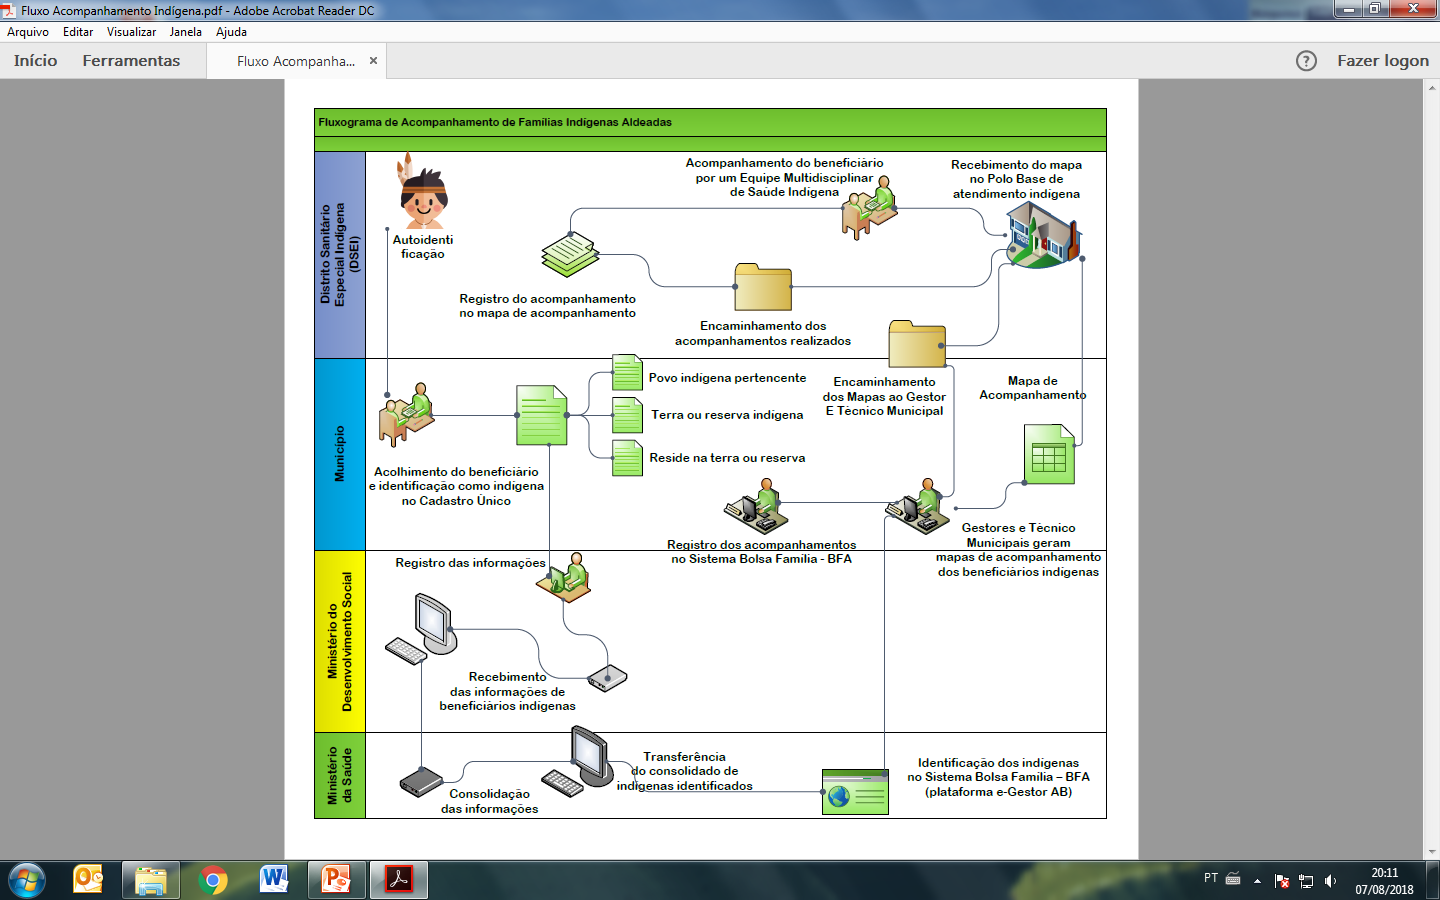 Fluxo Acompanhamento Indígena.pdf - Adobe Acrobat Reader DC
Arquivo Editar Visualizar Janela Ajuda
Início Ferramentas Fluxo Acompanha... × ? Fazer logon
Fluxograma de Acompanhamento de Famílias Indígenas Aldeadas
Distrito Sanitário
Especial Indígena
(DSEI)
Autoidenti
ficação
Acompanhamento do beneficiário
por um Equipe Multidisciplinar
de Saúde Indígena
Recebimento do mapa
no Polo Base de
atendimento indígena
Registro do acompanhamento
no mapa de acompanhamento
Encaminhamento dos
acompanhamentos realizados
Município
Acolhimento do beneficiário
e identificação como indígena
no Cadastro Único
Povo indígena pertencente
Terra ou reserva indígena
Reside na terra ou reserva
Encaminhamento
dos Mapas ao Gestor
E Tècnico Municipal
Mapa de
Acompanhamento
Registro dos acompanhamentos
no Sistema Bolsa Família - BFA
Gestores e Tècnico
Municipais geram
mapas de acompanhamento
dos beneficiários indígenas
Ministério do
Desenvolvimento Social
Registro das informações
Recebimento
das informações de
beneficiários indígenas
Ministério
da Saúde
Consolidação
das informações
Transferência
do consolidado de
indígenas identificados
Identificação dos indígenas
no Sistema Bolsa Família – BFA
(plataforma e-Gestor AB)
PT
20:11
07/08/2018